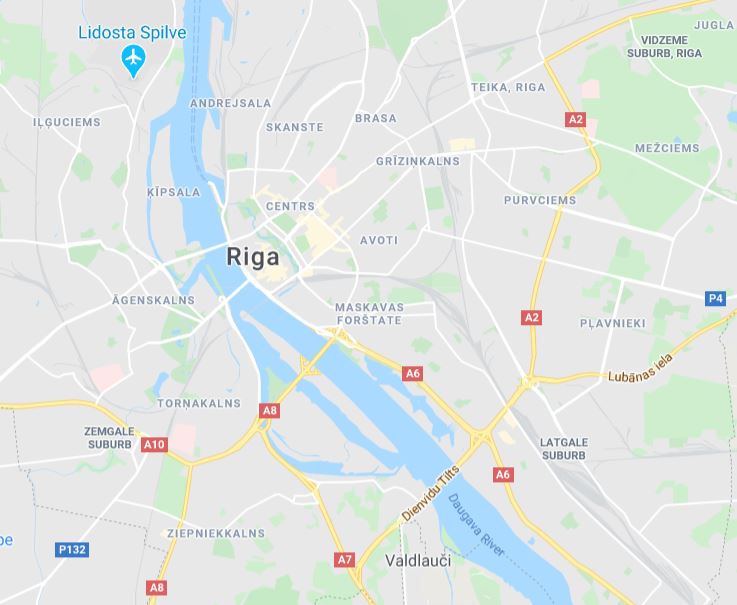 Lidosta Spilve
JUGLA
VIDZEME
SUBURB, RIGA
TEIKA, RIGA
ANDREJSALA
IĻĢUCIEMS
SKANSTE
BRASA
A2
MEŽCIEMS
GRĪZINKALNS
ĶĪPSALA
CENTRS
PURVCIEMS
AVOTI
Riga
ĀGENSKALNS
MASKAVAS
FORŠTATE
P4
A2
PĻAVNIEKI
A6
Lubānas iela
TORŅAKALNS
A8
ZEMGALE
SUBURB
A10
LATGALE
SUBURB
A6
Dienvidu Tilts
Daugava River
ZIEPNIEKKALNS
P132
A7
Valdlauči
A8